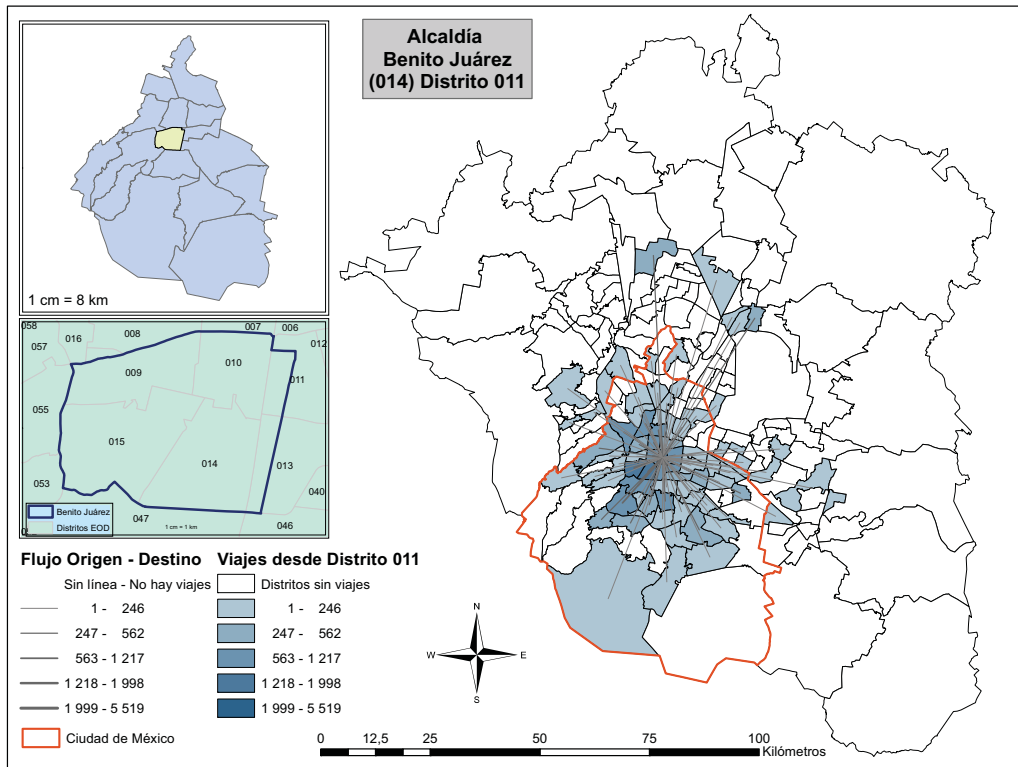 Alcaldía
Benito Juárez
(014) Distrito 011
1 cm = 8 km
058
057
016
008
007
006
012
009
010
011
055
015
014
013
053
047
046
040
Benito Juárez
Distritos EOD
1 cm = 1 km
Flujo Origen - Destino
Sin línea - No hay viajes
1 - 246
247 - 562
563 - 1 217
1 218 - 1 998
1 999 - 5 519
Ciudad de México
Viajes desde Distrito 011
Distritos sin viajes
1 - 246
247 - 562
563 - 1 217
1 218 - 1 998
1 999 - 5 519
N
W
E
S
0 12,5 25 50 75 100
Kilómetros